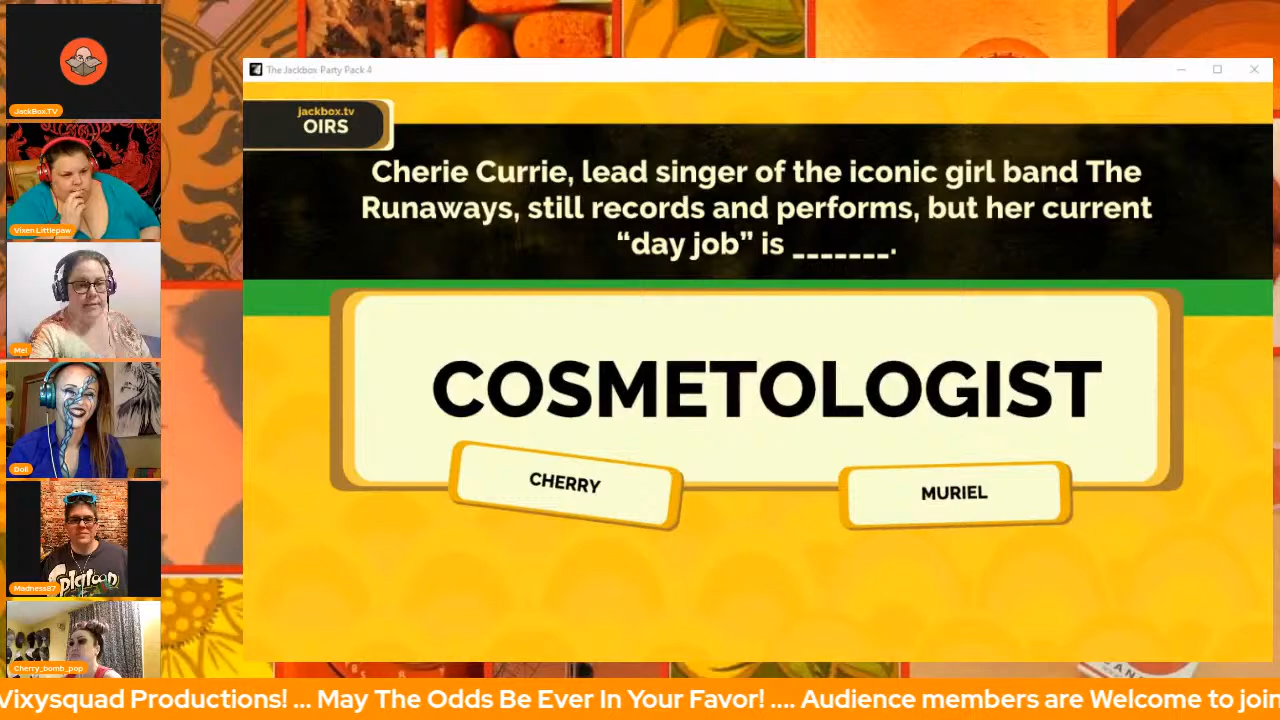 The Jackbox Party Pack 4
jackbox.tv
OIRS
Cherie Currie, lead singer of the iconic girl band The
Runaways, still records and performs, but her current
“day job” is _______.
COSMETOLOGIST
CHERRY
MURIEL
JackBox.TV
Vixen.Littlepaw
Mel
Doll
Madness87
Splatoon
Cherry_bomb_pop
Vixysquad Productions! ... May The Odds Be Ever In Your Favor! .... Audience members are Welcome to join